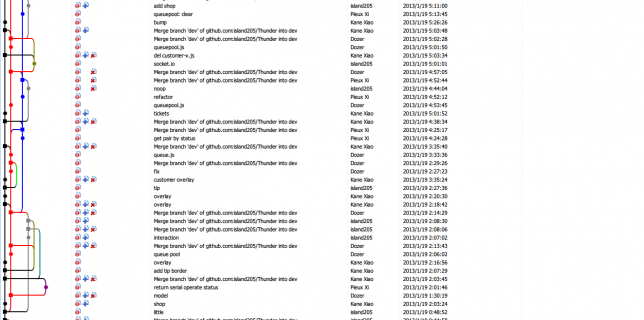 add shop island205 2013/1/19 5:11:00
queuepool: clear Pieux Xi 2013/1/19 5:13:45
bump Kane Xiao 2013/1/19 5:26:26
Merge branch 'dev' of github.com:island205/Thunder into dev Kane Xiao 2013/1/19 5:03:48
Merge branch 'dev' of github.com:island205/Thunder into dev Dozer 2013/1/19 5:02:28
queuepool.js Dozer 2013/1/19 5:01:50
del customer-x.js Kane Xiao 2013/1/19 5:03:34
socket.io island205 2013/1/19 5:01:01
Merge branch 'dev' of github.com:island205/Thunder into dev Dozer 2013/1/19 4:57:05
Merge branch 'dev' of github.com:island205/Thunder into dev Pieux Xi 2013/1/19 4:52:44
noop island205 2013/1/19 4:44:04
refactor Pieux Xi 2013/1/19 4:52:12
queuepool.js Dozer 2013/1/19 4:53:45
tickets Kane Xiao 2013/1/19 5:01:52
Merge branch 'dev' of github.com:island205/Thunder into dev Kane Xiao 2013/1/19 4:38:34
Merge branch 'dev' of github.com:island205/Thunder into dev Pieux Xi 2013/1/19 4:25:17
get pair by status Pieux Xi 2013/1/19 4:24:28
Merge branch 'dev' of github.com:island205/Thunder into dev Kane Xiao 2013/1/19 3:35:40
queue.js Dozer 2013/1/19 3:33:36
Merge branch 'dev' of github.com:island205/Thunder into dev Dozer 2013/1/19 2:29:26
fix Dozer 2013/1/19 2:27:23
customer overlay Kane Xiao 2013/1/19 3:35:24
tip island205 2013/1/19 2:27:36
overlay Kane Xiao 2013/1/19 2:20:30
overlay Kane Xiao 2013/1/19 2:18:42
Merge branch 'dev' of github.com:island205/Thunder into dev Dozer 2013/1/19 2:14:29
Merge branch 'dev' of github.com:island205/Thunder into dev island205 2013/1/19 2:08:30
Merge branch 'dev' of github.com:island205/Thunder into dev island205 2013/1/19 2:08:06
interaction island205 2013/1/19 2:07:02
Merge branch 'dev' of github.com:island205/Thunder into dev Dozer 2013/1/19 2:13:43
queue pool Dozer 2013/1/19 2:06:02
overlay Kane Xiao 2013/1/19 2:16:56
add tip border Kane Xiao 2013/1/19 2:07:29
Merge branch 'dev' of github.com:island205/Thunder into dev Kane Xiao 2013/1/19 2:03:45
return serial operate status Pieux Xi 2013/1/19 2:01:46
model Dozer 2013/1/19 1:30:19
shop Kane Xiao 2013/1/19 2:03:24
little island205 2013/1/19 0:48:52